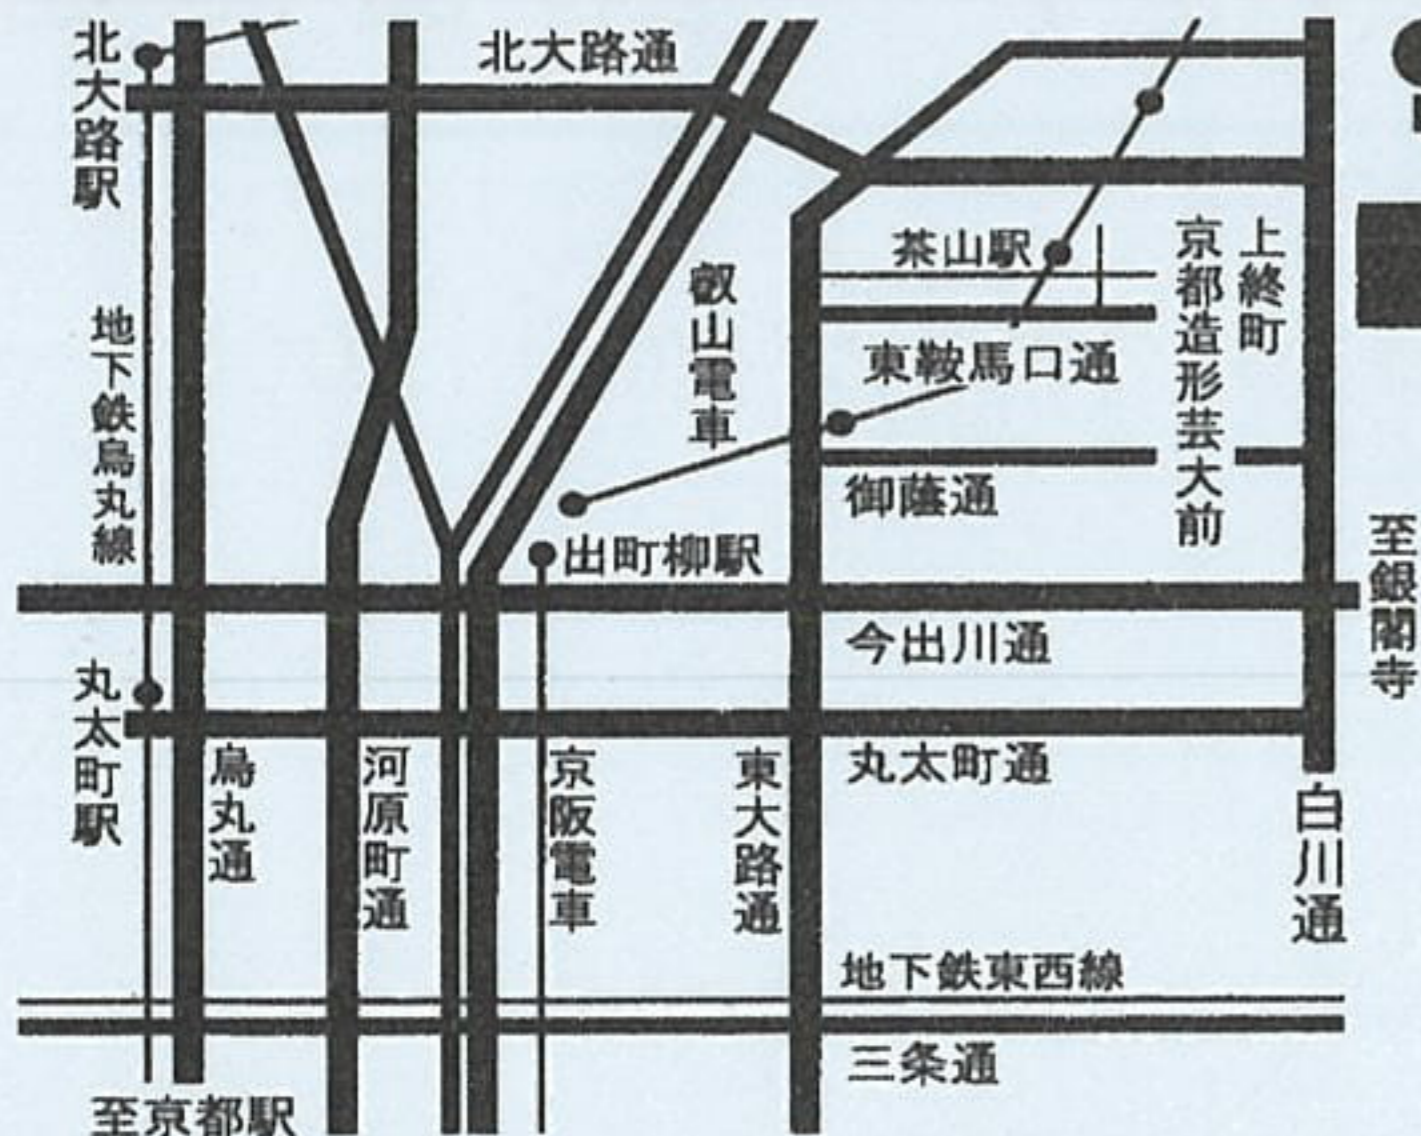 北大路駅
北大路通
叡山電車
茶山駅
東鞍馬口通
上終町
京都造形芸大前
地下鉄烏丸線
御蔭通
出町柳駅
今出川通
至銀閣寺
丸太町駅
烏丸通
河原町通
京阪電車
東大路通
丸太町通
白川通
地下鉄東西線
三条通
至京都駅